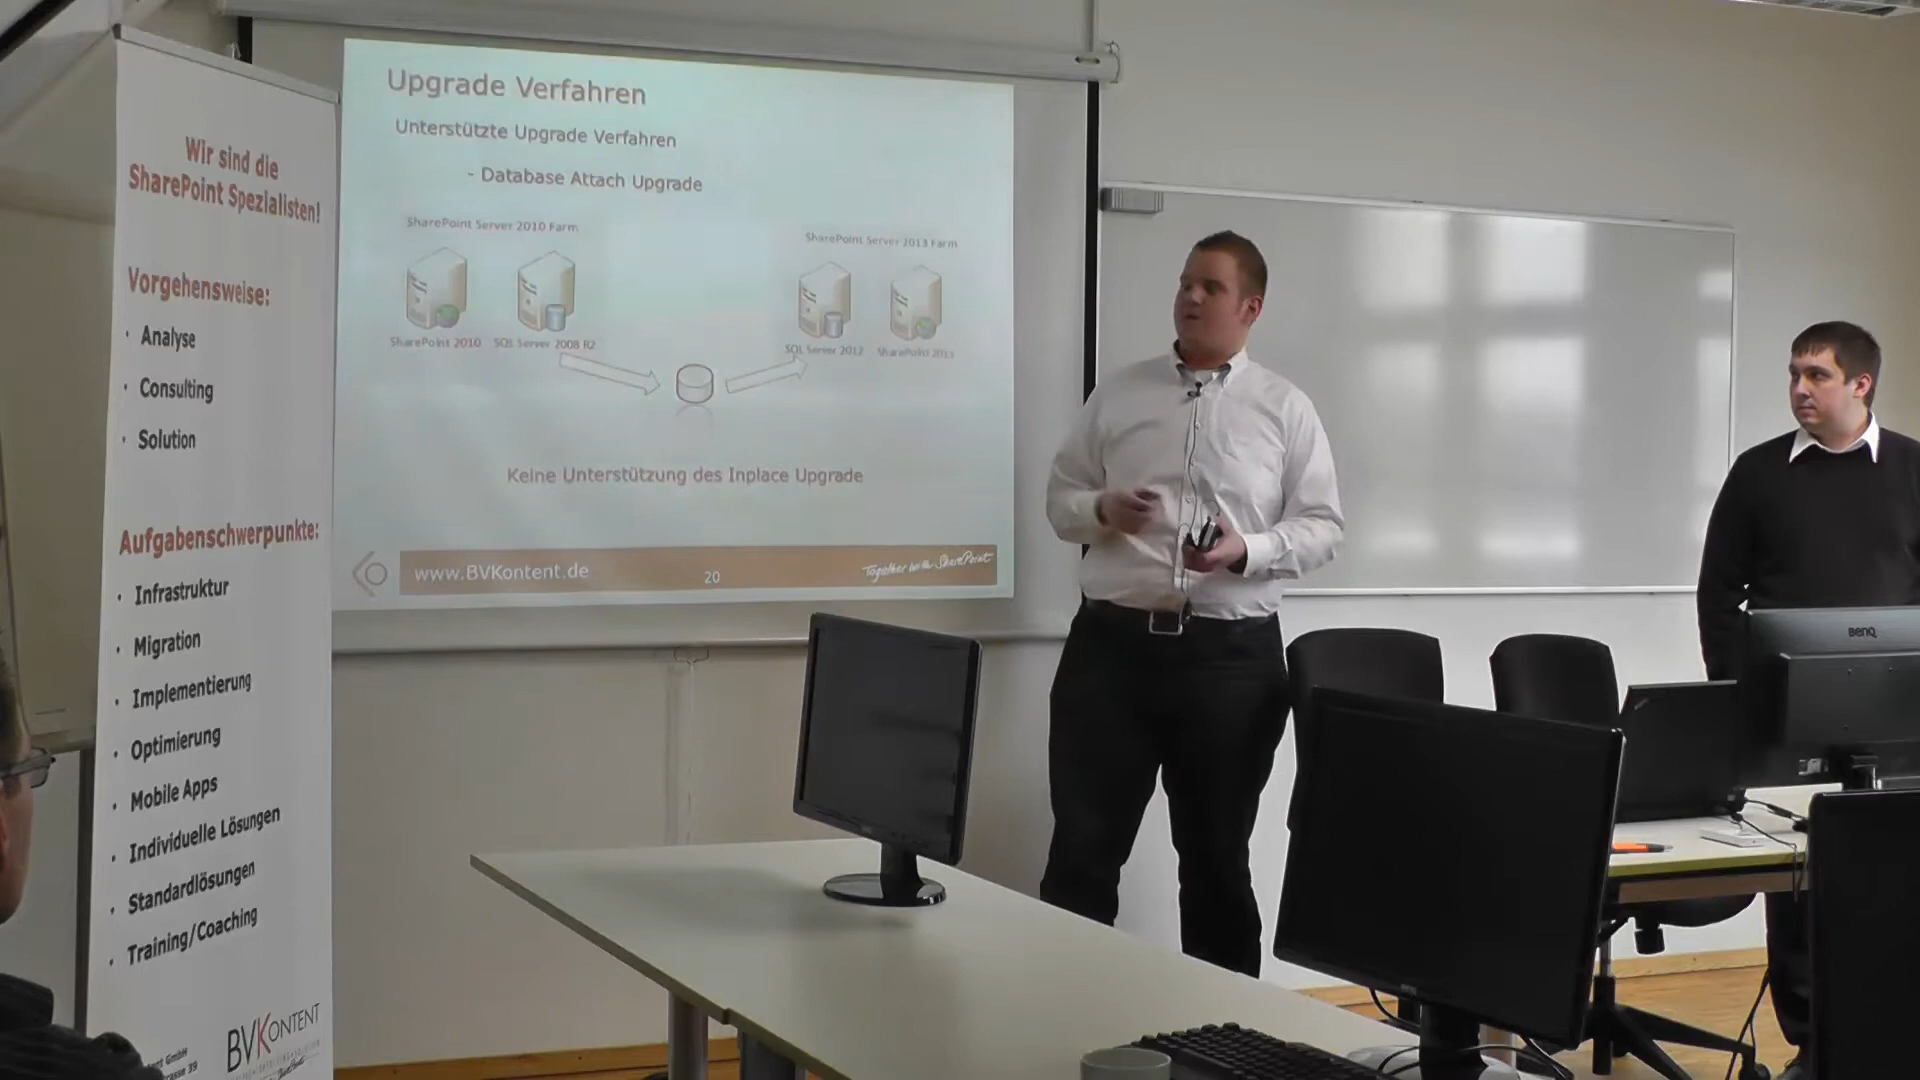 Wir sind die
SharePoint Spezialisten!
Vorgehensweise:
· Analyse
· Consulting
· Solution
Aufgabenschwerpunkte:
· Infrastruktur
· Migration
· Implementierung
· Optimierung
· Mobile Apps
· Individuelle Lösungen
· Standardlösungen
· Training/Coaching
BVKONTENT
GmbH
39
Upgrade Verfahren
Unterstützte Upgrade Verfahren
- Database Attach Upgrade
SharePoint Server 2010 Farm
SharePoint Server 2013 Farm
SharePoint 2010
SQL Server 2008 R2
SQL Server 2012
SharePoint 2013
Keine Unterstützung des Inplace Upgrade
www.BVKontent.de
20
Together with SharePoint
BenQ